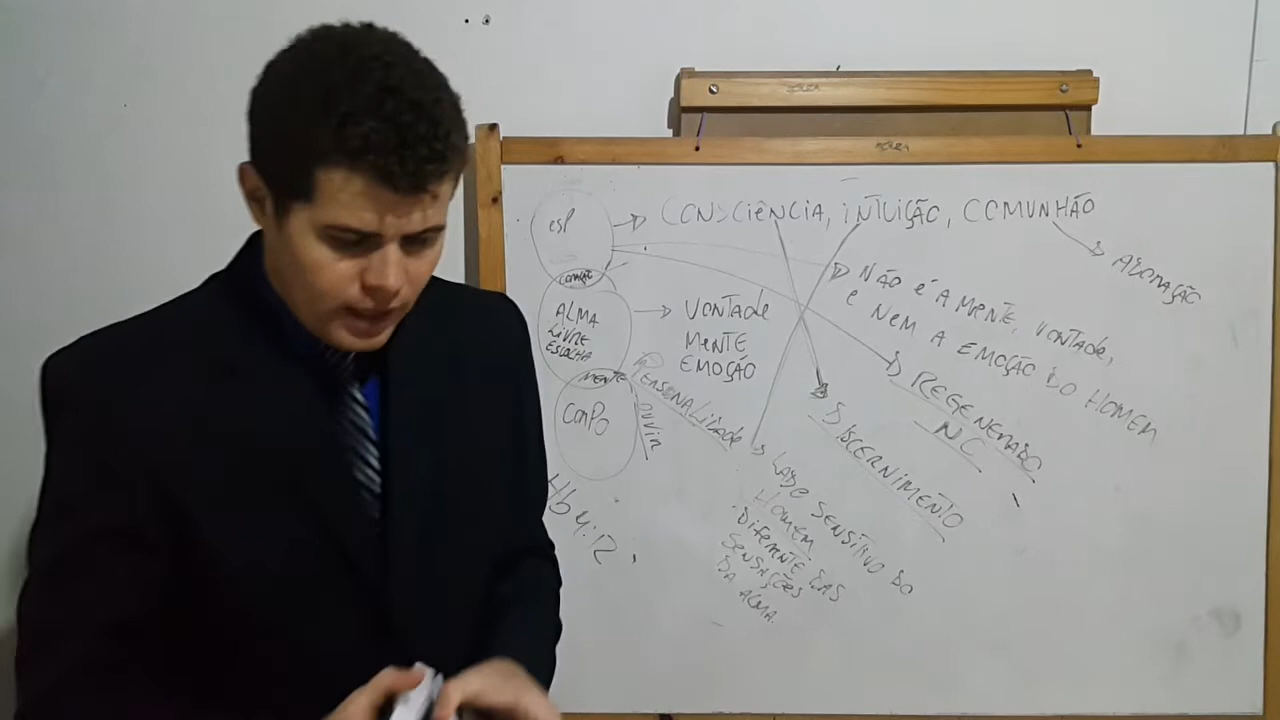 ESP
CONSCIÊNCIA, INTUIÇÃO, COMUNHÃO
ADORAÇÃO
CORAÇÃO
ALMA
LIVRE
ESCOLHA
VONTADE
MENTE
EMOÇÃO
NÃO É A MENTE, VONTADE,
E NEM A EMOÇÃO DO HOMEM
REGENERADO
NC
MENTE
CORPO
OUVIR
PERSONALIDADE
DISCERNIMENTO
LADO SENSITIVO DO
HOMEM
DIFERENTE DAS
SENSAÇÕES
DA ALMA.
Hb 4:12